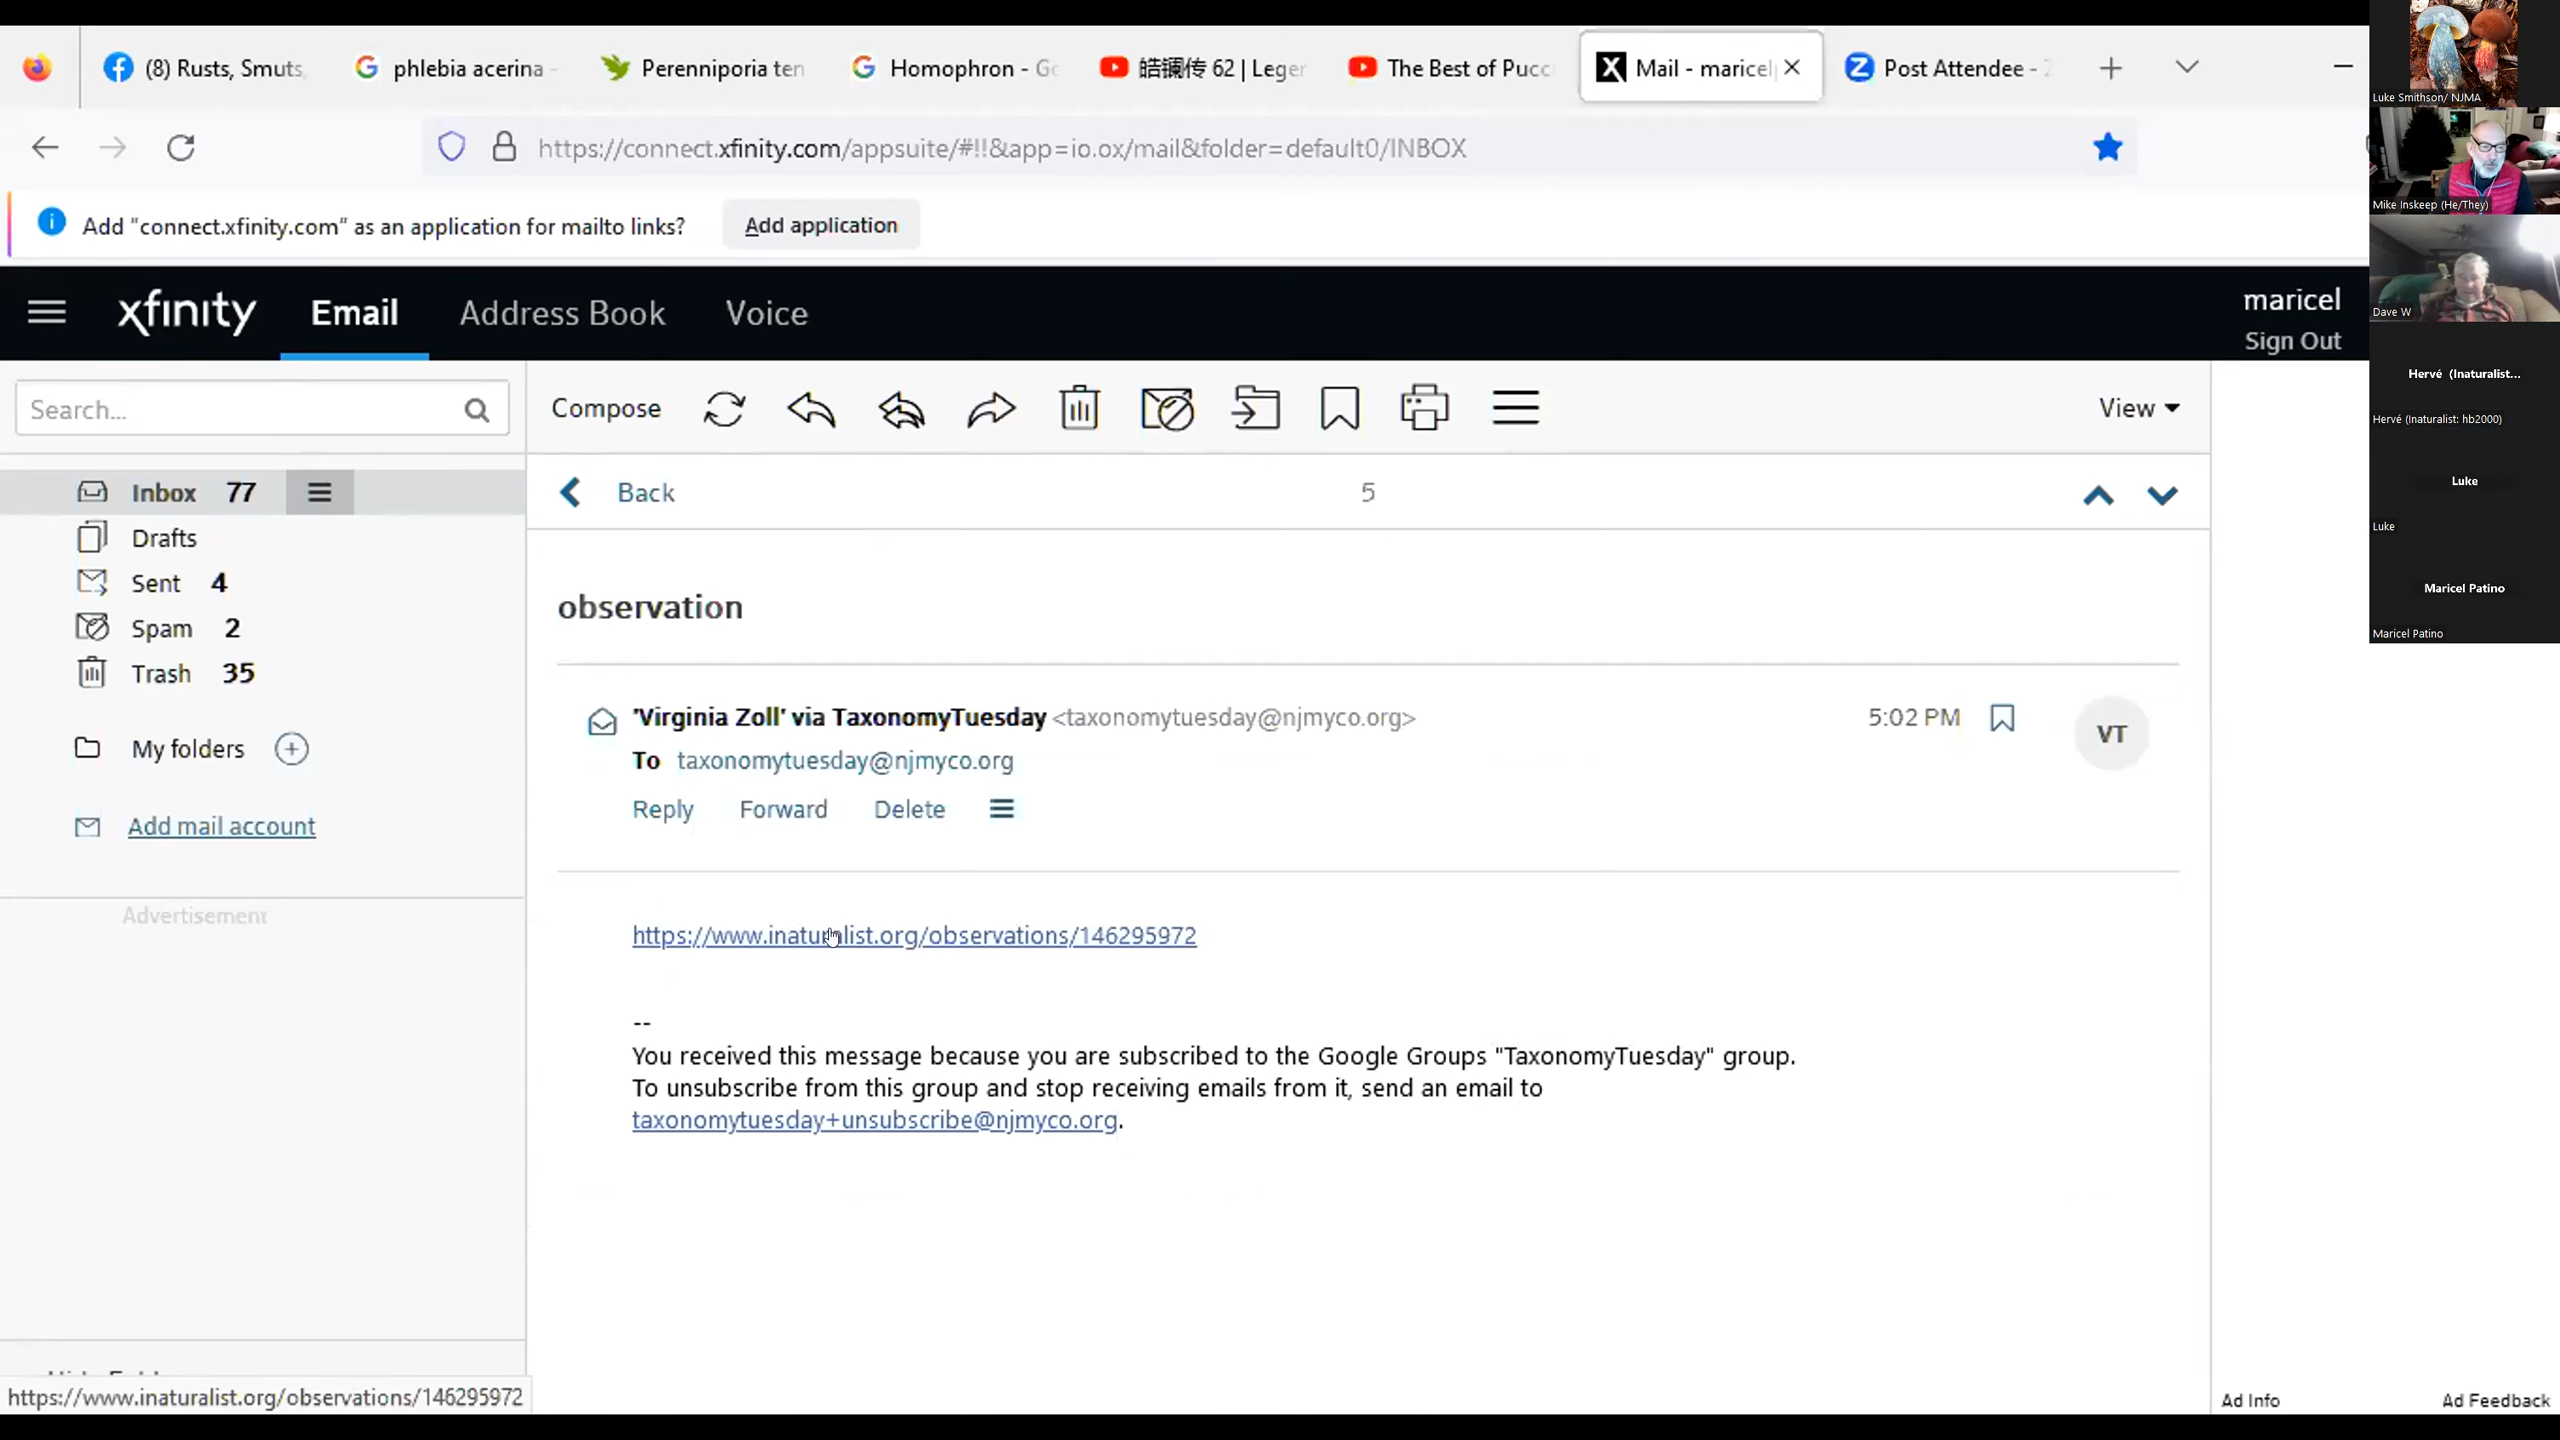 (8) Rusts, Smuts,
phlebia acerina -
Perenniporia ten
Homophron - Go
皓镧传 62 | Leger
The Best of Pucc
Mail - maricel
Post Attendee - Z
https://connect.xfinity.com/appsuite/#!!&app=io.ox/mail&folder=default0/INBOX
Add "connect.xfinity.com" as an application for mailto links?
Add application
xfinity
Email
Address Book
Voice
maricel
Sign Out
Search...
Compose
View
Inbox 77
Drafts
Sent 4
Spam 2
Trash 35
My folders
Add mail account
Advertisement
Back
5
observation
'Virginia Zoll' via TaxonomyTuesday <taxonomytuesday@njmyco.org>
5:02 PM
VT
To taxonomytuesday@njmyco.org
Reply
Forward
Delete
https://www.inaturalist.org/observations/146295972
--
You received this message because you are subscribed to the Google Groups "TaxonomyTuesday" group.
To unsubscribe from this group and stop receiving emails from it, send an email to
taxonomytuesday+unsubscribe@njmyco.org.
https://www.inaturalist.org/observations/146295972
Ad Info
Ad Feedback
Luke Smithson/ NJMA
Mike Inskeep (He/They)
Dave W
Hervé (Inaturalist...
Hervé (Inaturalist: hb2000)
Luke
Luke
Maricel Patino
Maricel Patino